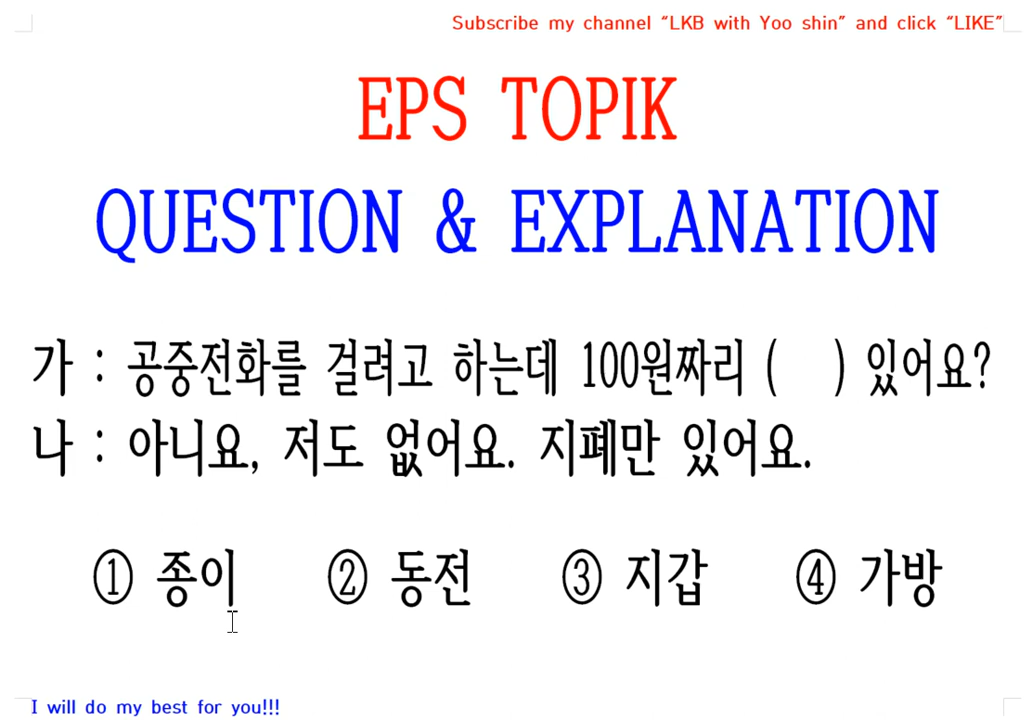 Subscribe my channel “LKB with Yoo shin” and click “LIKE”
EPS TOPIK
QUESTION & EXPLANATION
가 : 공중전화를 걸려고 하는데 100원짜리 (   ) 있어요?
나 : 아니요, 저도 없어요. 지폐만 있어요.
① 종이 ② 동전 ③ 지갑 ④ 가방
I will do my best for you!!!